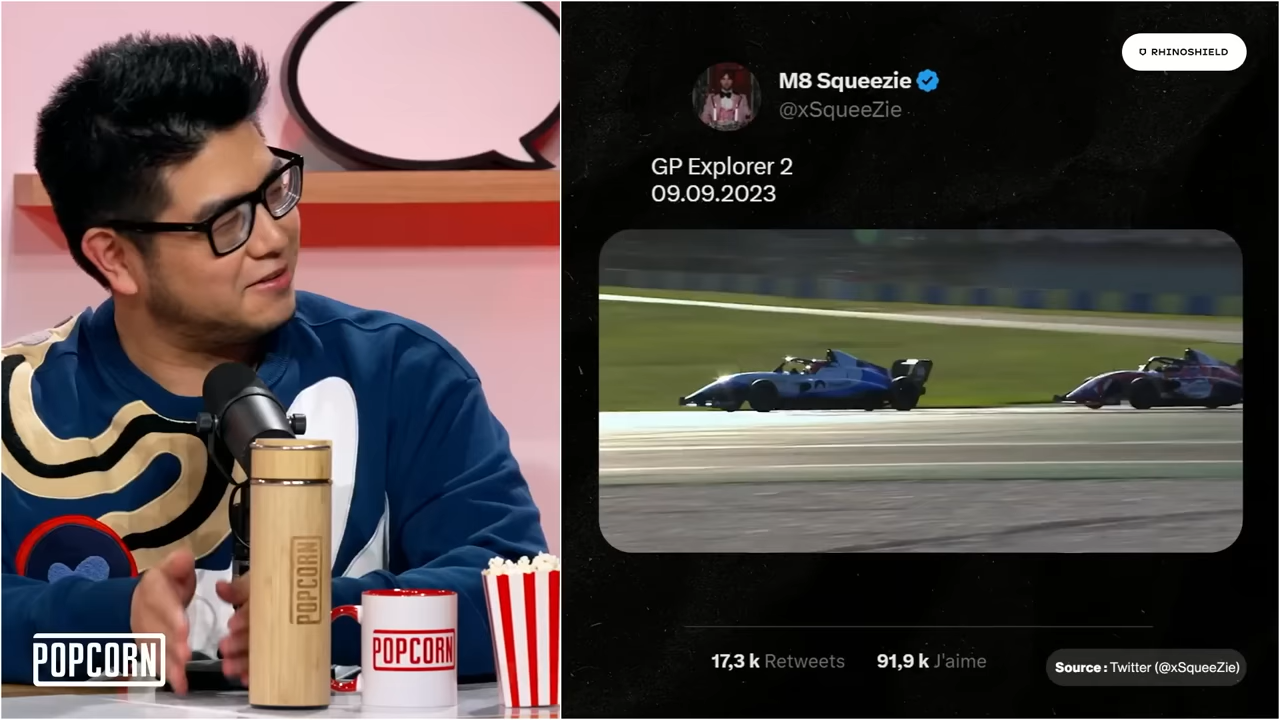 POPCORN
POPCORN
POPCORN
RHINOSHIELD
M8 Squeezie
@xSqueeZie
GP Explorer 2
09.09.2023
17,3 k Retweets 91,9 k J'aime
Source : Twitter (@xSqueeZie)